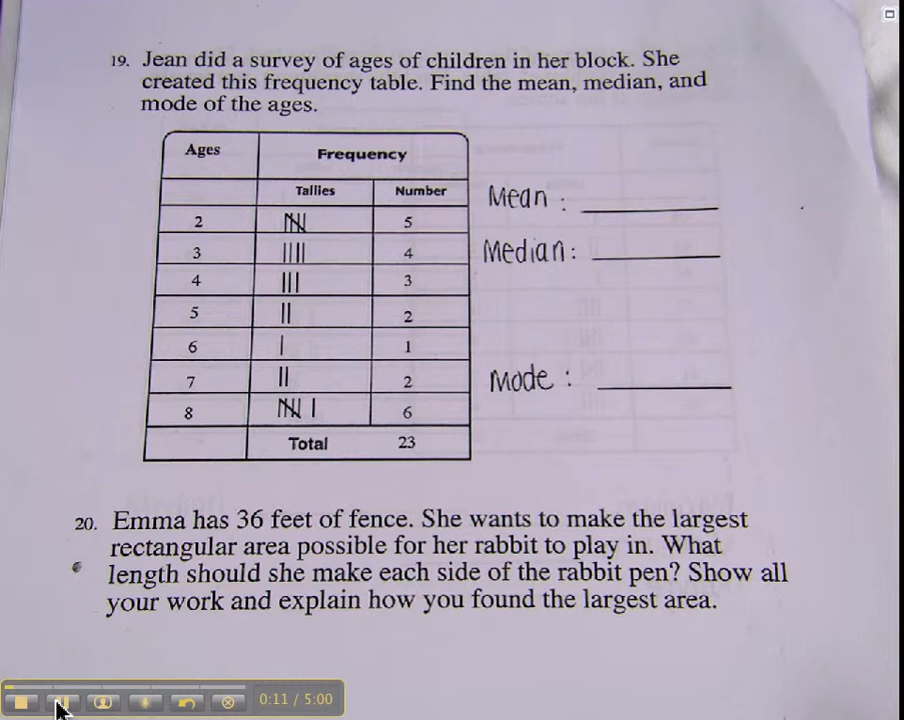 19. Jean did a survey of ages of children in her block. She
created this frequency table. Find the mean, median, and
mode of the ages.
Ages Frequency
Tallies Number
2 5
3 4
4 3
5 2
6 1
7 2
8 6
Total 23
Mean : ________
Median : ________
Mode : ________
20. Emma has 36 feet of fence. She wants to make the largest
rectangular area possible for her rabbit to play in. What
length should she make each side of the rabbit pen? Show all
your work and explain how you found the largest area.
0:11 / 5:00